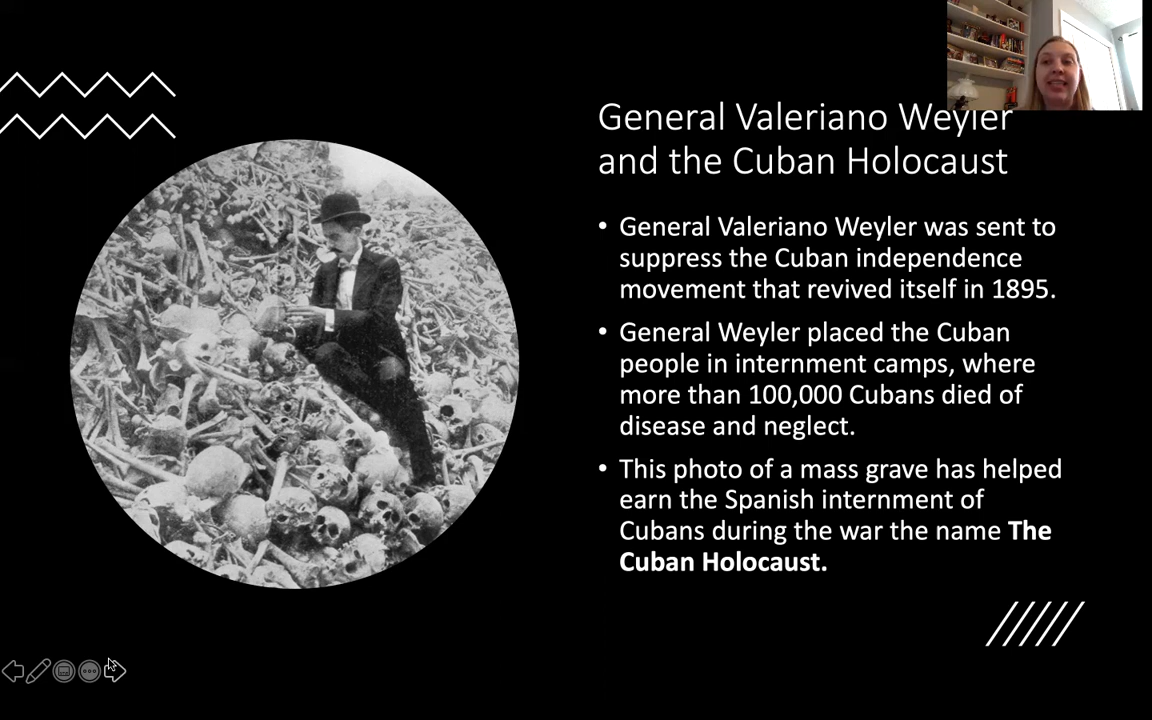 General Valeriano Weyler
and the Cuban Holocaust
• General Valeriano Weyler was sent to
suppress the Cuban independence
movement that revived itself in 1895.
• General Weyler placed the Cuban
people in internment camps, where
more than 100,000 Cubans died of
disease and neglect.
• This photo of a mass grave has helped
earn the Spanish internment of
Cubans during the war the name The
Cuban Holocaust.